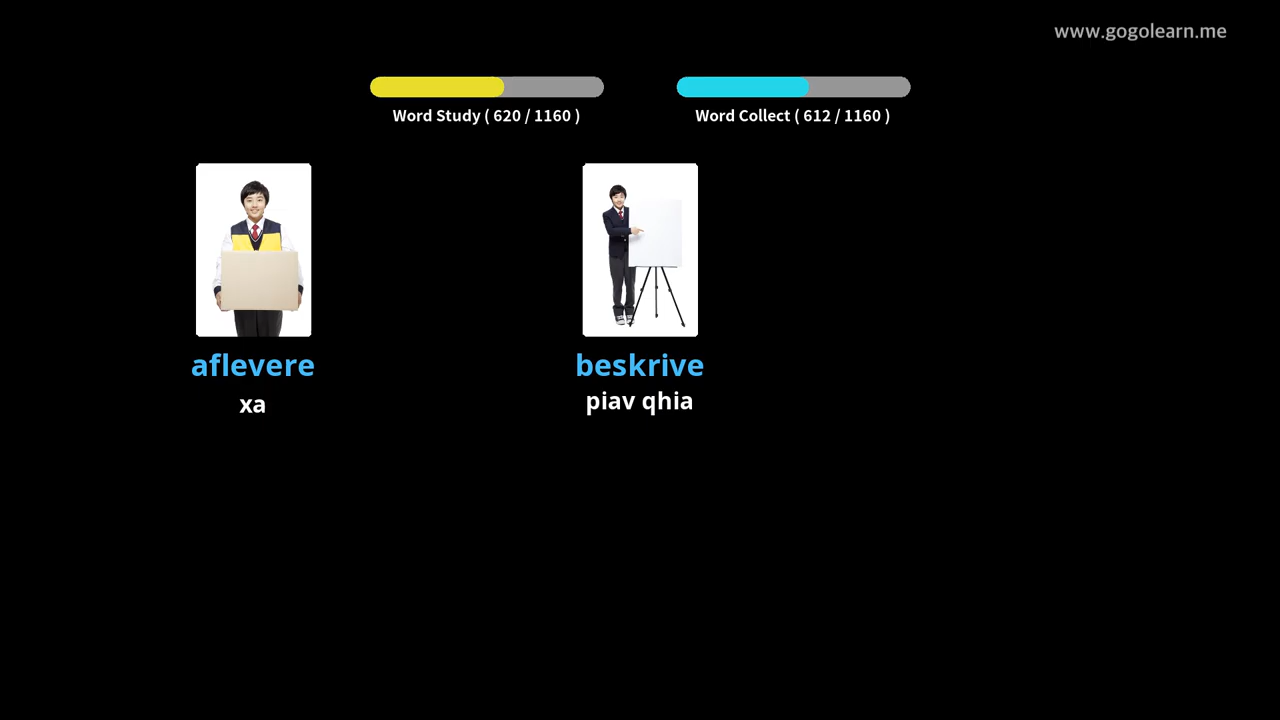 www.gogolearn.me
Word Study ( 620 / 1160 )
Word Collect ( 612 / 1160 )
aflevere
xa
beskrive
piav qhia